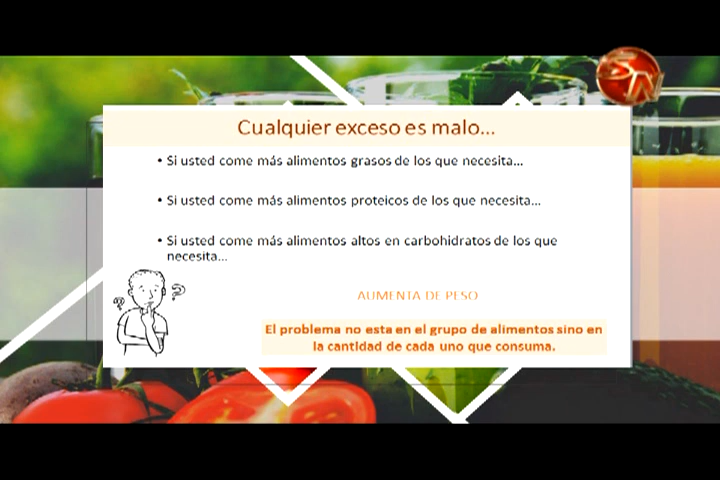 SN
Cualquier exceso es malo...
• Si usted come más alimentos grasos de los que necesita...
• Si usted come más alimentos proteicos de los que necesita...
• Si usted come más alimentos altos en carbohidratos de los que
necesita...
? ?
AUMENTA DE PESO
El problema no esta en el grupo de alimentos sino en
la cantidad de cada uno que consuma.